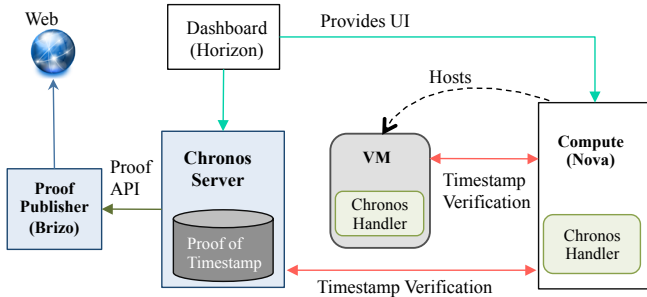 Web
Dashboard
(Horizon)
Provides UI
Hosts
Chronos
Server
VM
Compute
(Nova)
Proof
API
Proof
Publisher
(Brizo)
Timestamp
Verification
Chronos
Handler
Proof of
Timestamp
Chronos
Handler
Timestamp Verification